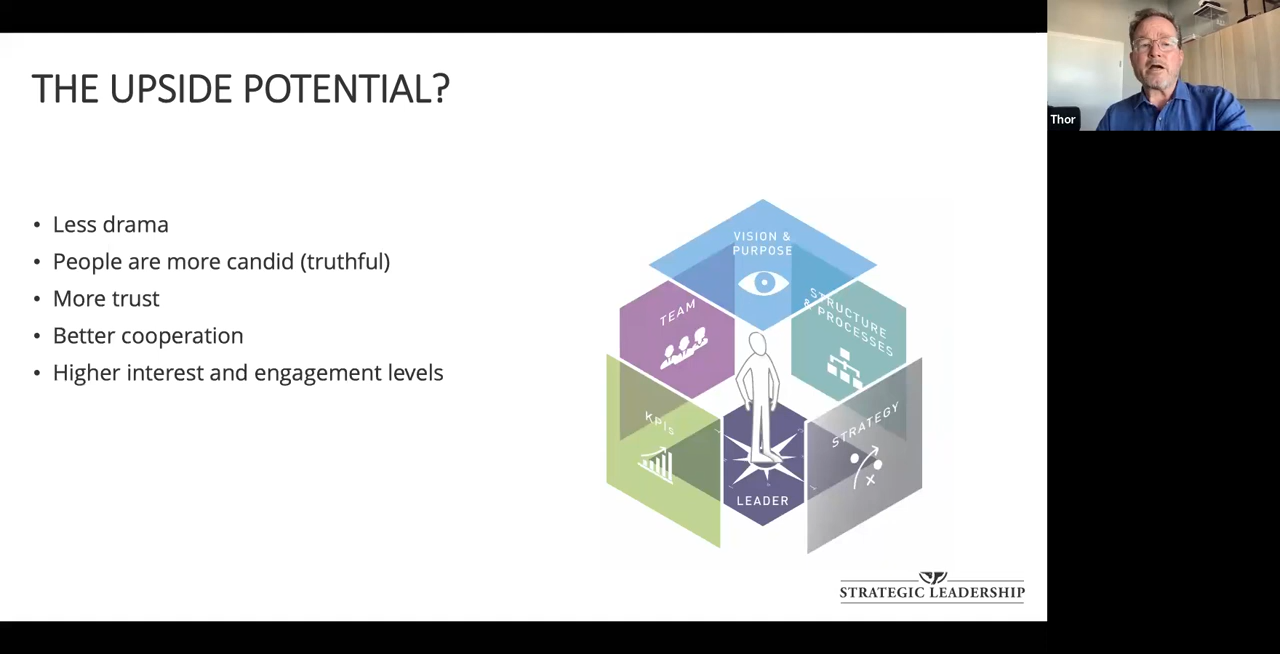 THE UPSIDE POTENTIAL?
Thor
• Less drama
• People are more candid (truthful)
• More trust
• Better cooperation
• Higher interest and engagement levels
VISION &
PURPOSE
TEAM
STRUCTURE
& PROCESSES
KPIs
STRATEGY
LEADER
STRATEGIC LEADERSHIP